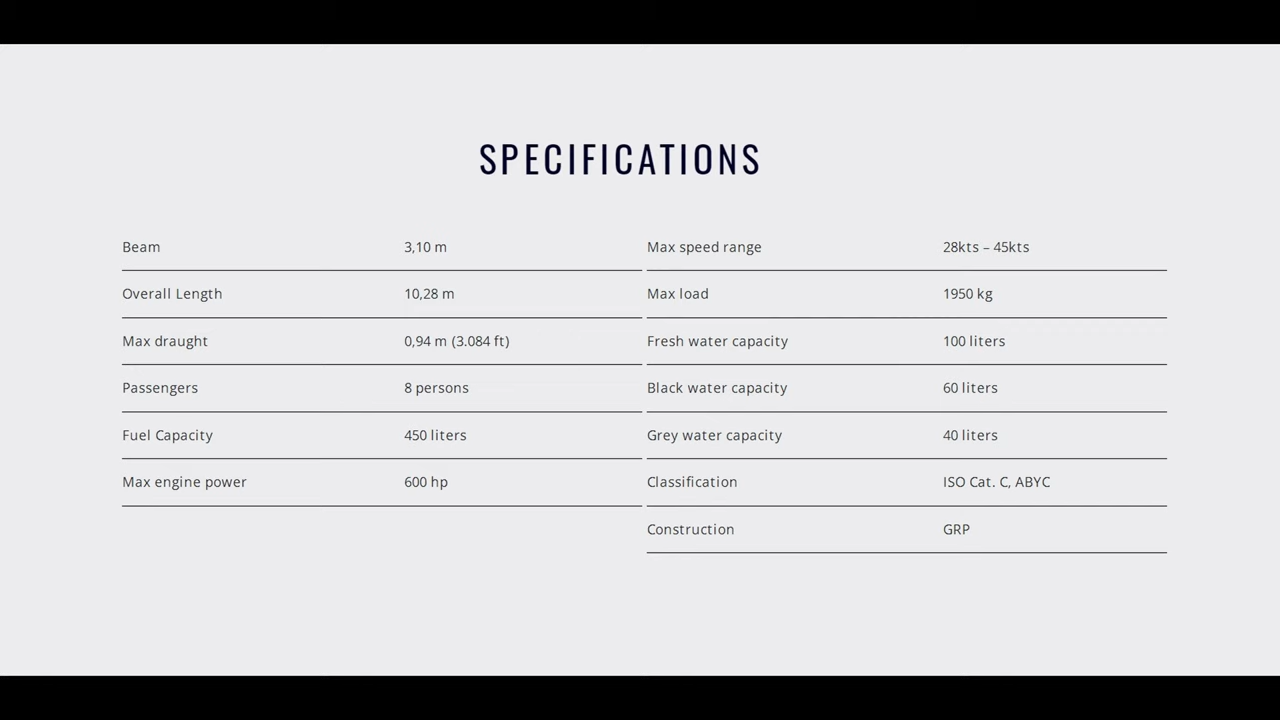 SPECIFICATIONS
Beam 3,10 m
Overall Length 10,28 m
Max draught 0,94 m (3.084 ft)
Passengers 8 persons
Fuel Capacity 450 liters
Max engine power 600 hp
Max speed range 28kts – 45kts
Max load 1950 kg
Fresh water capacity 100 liters
Black water capacity 60 liters
Grey water capacity 40 liters
Classification ISO Cat. C, ABYC
Construction GRP